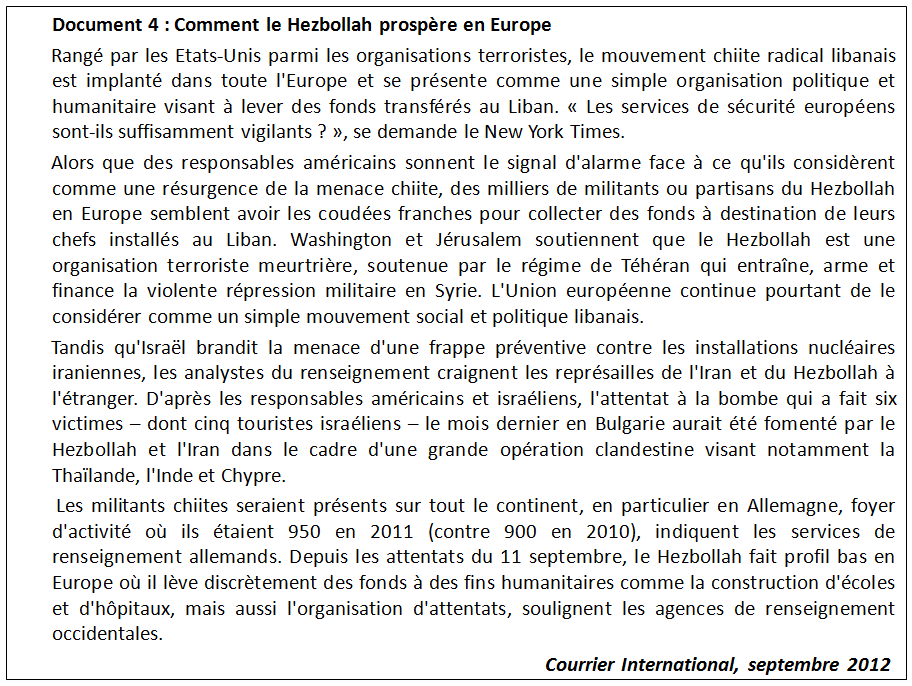 Document 4 : Comment le Hezbollah prospère en Europe
Rangé par les Etats-Unis parmi les organisations terroristes, le mouvement chiite radical libanais
est implanté dans toute l'Europe et se présente comme une simple organisation politique et
humanitaire visant à lever des fonds transférés au Liban. « Les services de sécurité européens
sont-ils suffisamment vigilants ? », se demande le New York Times.
Alors que des responsables américains sonnent le signal d'alarme face à ce qu'ils considèrent
comme une résurgence de la menace chiite, des milliers de militants ou partisans du Hezbollah
en Europe semblent avoir les coudées franches pour collecter des fonds à destination de leurs
chefs installés au Liban. Washington et Jérusalem soutiennent que le Hezbollah est une
organisation terroriste meurtrière, soutenue par le régime de Téhéran qui entraîne, arme et
finance la violente répression militaire en Syrie. L'Union européenne continue pourtant de le
considérer comme un simple mouvement social et politique libanais.
Tandis qu'Israël brandit la menace d'une frappe préventive contre les installations nucléaires
iraniennes, les analystes du renseignement craignent les représailles de l'Iran et du Hezbollah à
l'étranger. D'après les responsables américains et israéliens, l'attentat à la bombe qui a fait six
victimes – dont cinq touristes israéliens – le mois dernier en Bulgarie aurait été fomenté par le
Hezbollah et l'Iran dans le cadre d'une grande opération clandestine visant notamment la
Thaïlande, l'Inde et Chypre.
Les militants chiites seraient présents sur tout le continent, en particulier en Allemagne, foyer
d'activité où ils étaient 950 en 2011 (contre 900 en 2010), indiquent les services de
renseignement allemands. Depuis les attentats du 11 septembre, le Hezbollah fait profil bas en
Europe où il lève discrètement des fonds à des fins humanitaires comme la construction d'écoles
et d'hôpitaux, mais aussi l'organisation d'attentats, soulignent les agences de renseignement
occidentales.
Courrier International, septembre 2012